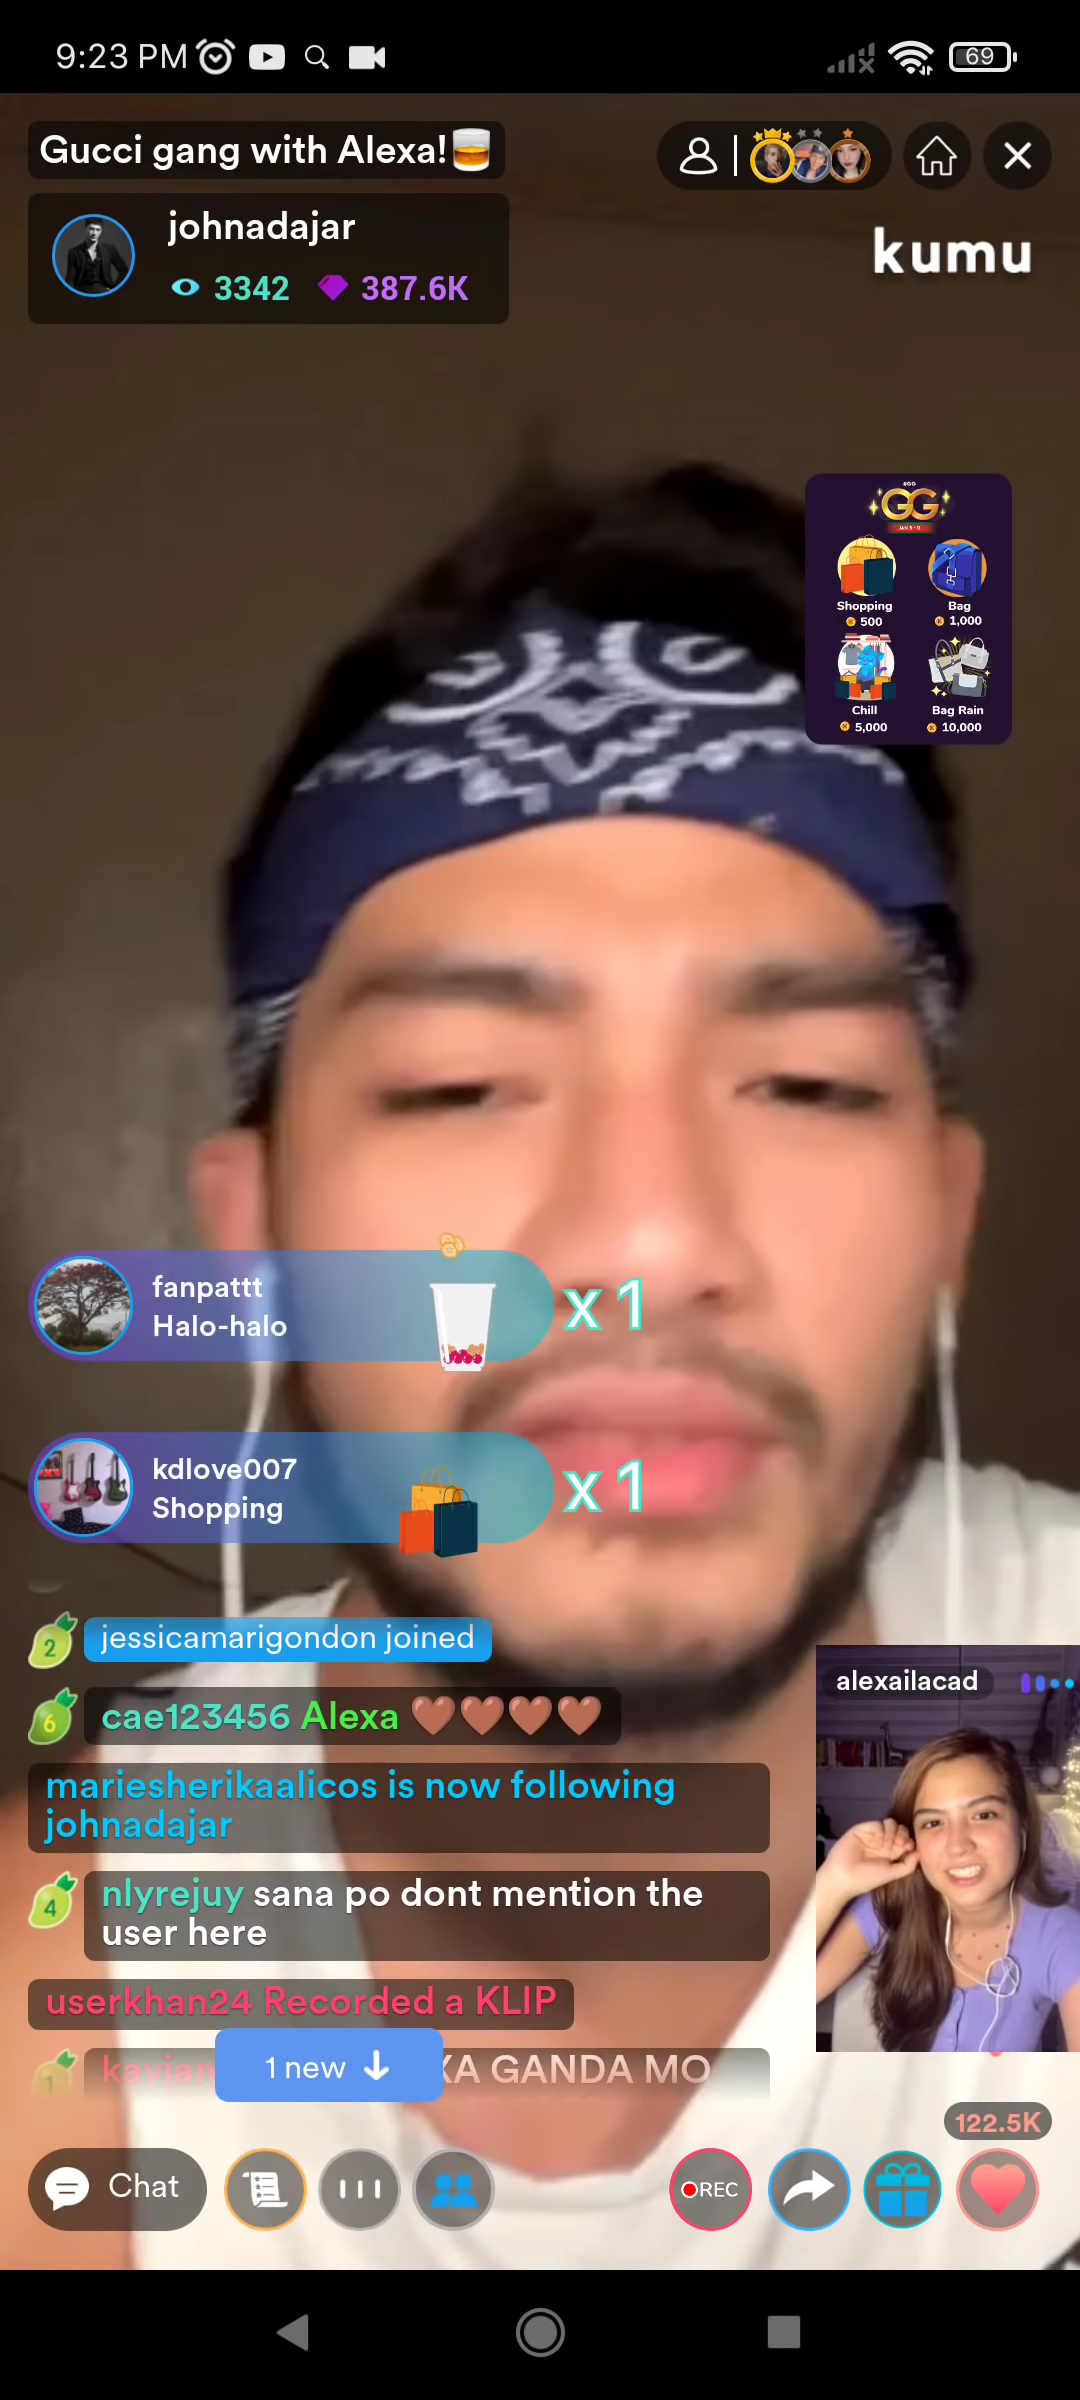 9:23 PM
69
Gucci gang with Alexa!
johnadajar
3342 387.6K
kumu
#GG
GG
Shopping Bag
500 1,000
Chill Bag Rain
5,000 10,000
fanpattt
Halo-halo
x 1
kdlove007
Shopping
x 1
2 jessicamarigondon joined
6 cae123456 Alexa 🤎🤎🤎🤎
mariesherikaalicos is now following
johnadajar
4 nlyrejuy sana po dont mention the
user here
userkhan24 Recorded a KLIP
1 GANDA MO
1 new ↓
alexailacad
122.5K
Chat
REC